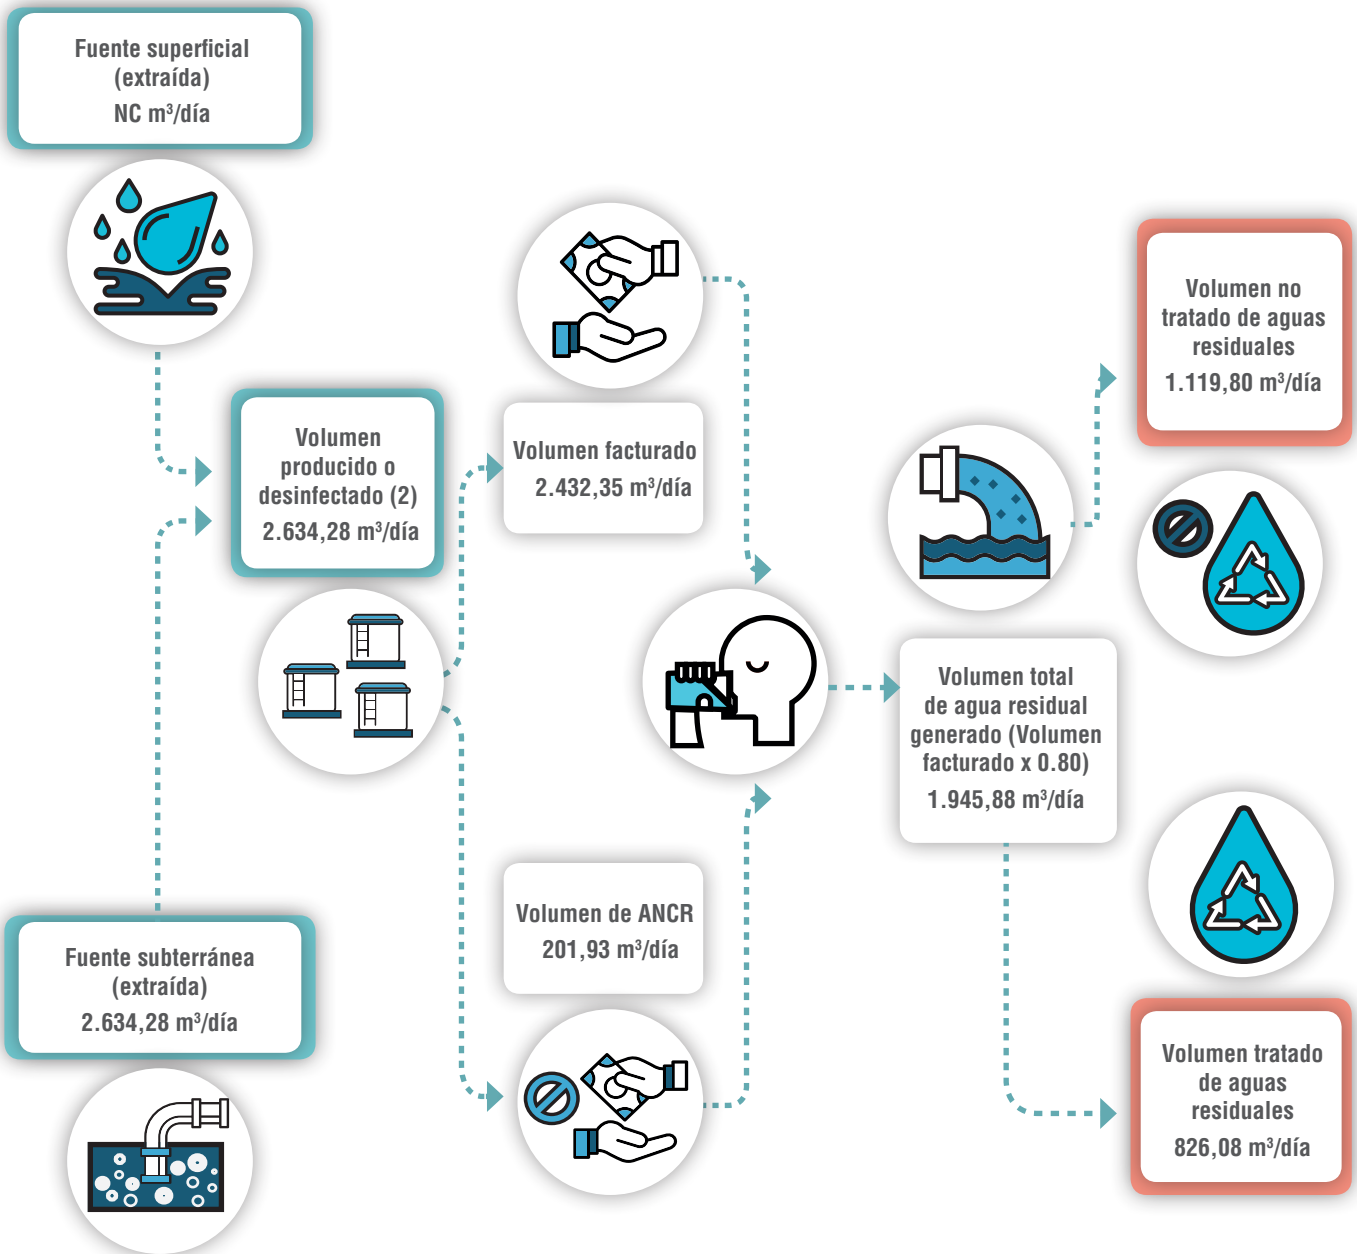 Fuente superficial
(extraída)
NC m³/día
Volumen
producido o
desinfectado (2)
2.634,28 m³/día
Fuente subterránea
(extraída)
2.634,28 m³/día
Volumen facturado
2.432,35 m³/día
Volumen de ANCR
201,93 m³/día
Volumen total
de agua residual
generado (Volumen
facturado x 0.80)
1.945,88 m³/día
Volumen no
tratado de aguas
residuales
1.119,80 m³/día
Volumen tratado
de aguas
residuales
826,08 m³/día